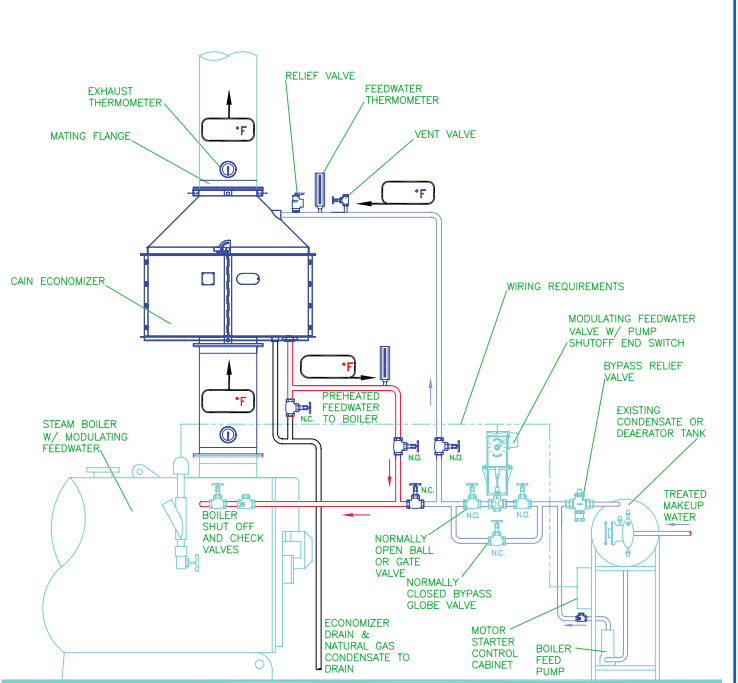 RELIEF VALVE
EXHAUST
THERMOMETER
FEEDWATER
THERMOMETER
MATING FLANGE
VENT VALVE
°F
°F
CAIN ECONOMIZER
WIRING REQUIREMENTS
MODULATING FEEDWATER
VALVE W/ PUMP
SHUTOFF END SWITCH
BYPASS RELIEF
VALVE
°F
°F
PREHEATED
FEEDWATER
TO BOILER
N.C.
EXISTING
CONDENSATE OR
DEAERATOR TANK
STEAM BOILER
W/ MODULATING
FEEDWATER
N.O.
N.O.
N.C.
TREATED
MAKEUP
WATER
BOILER
SHUT OFF
AND CHECK
VALVES
N.O.
N.O.
NORMALLY
OPEN BALL
OR GATE
VALVE
N.C.
NORMALLY
CLOSED BYPASS
GLOBE VALVE
ECONOMIZER
DRAIN &
NATURAL GAS
CONDENSATE TO
DRAIN
MOTOR
STARTER
CONTROL
CABINET
BOILER
FEED
PUMP